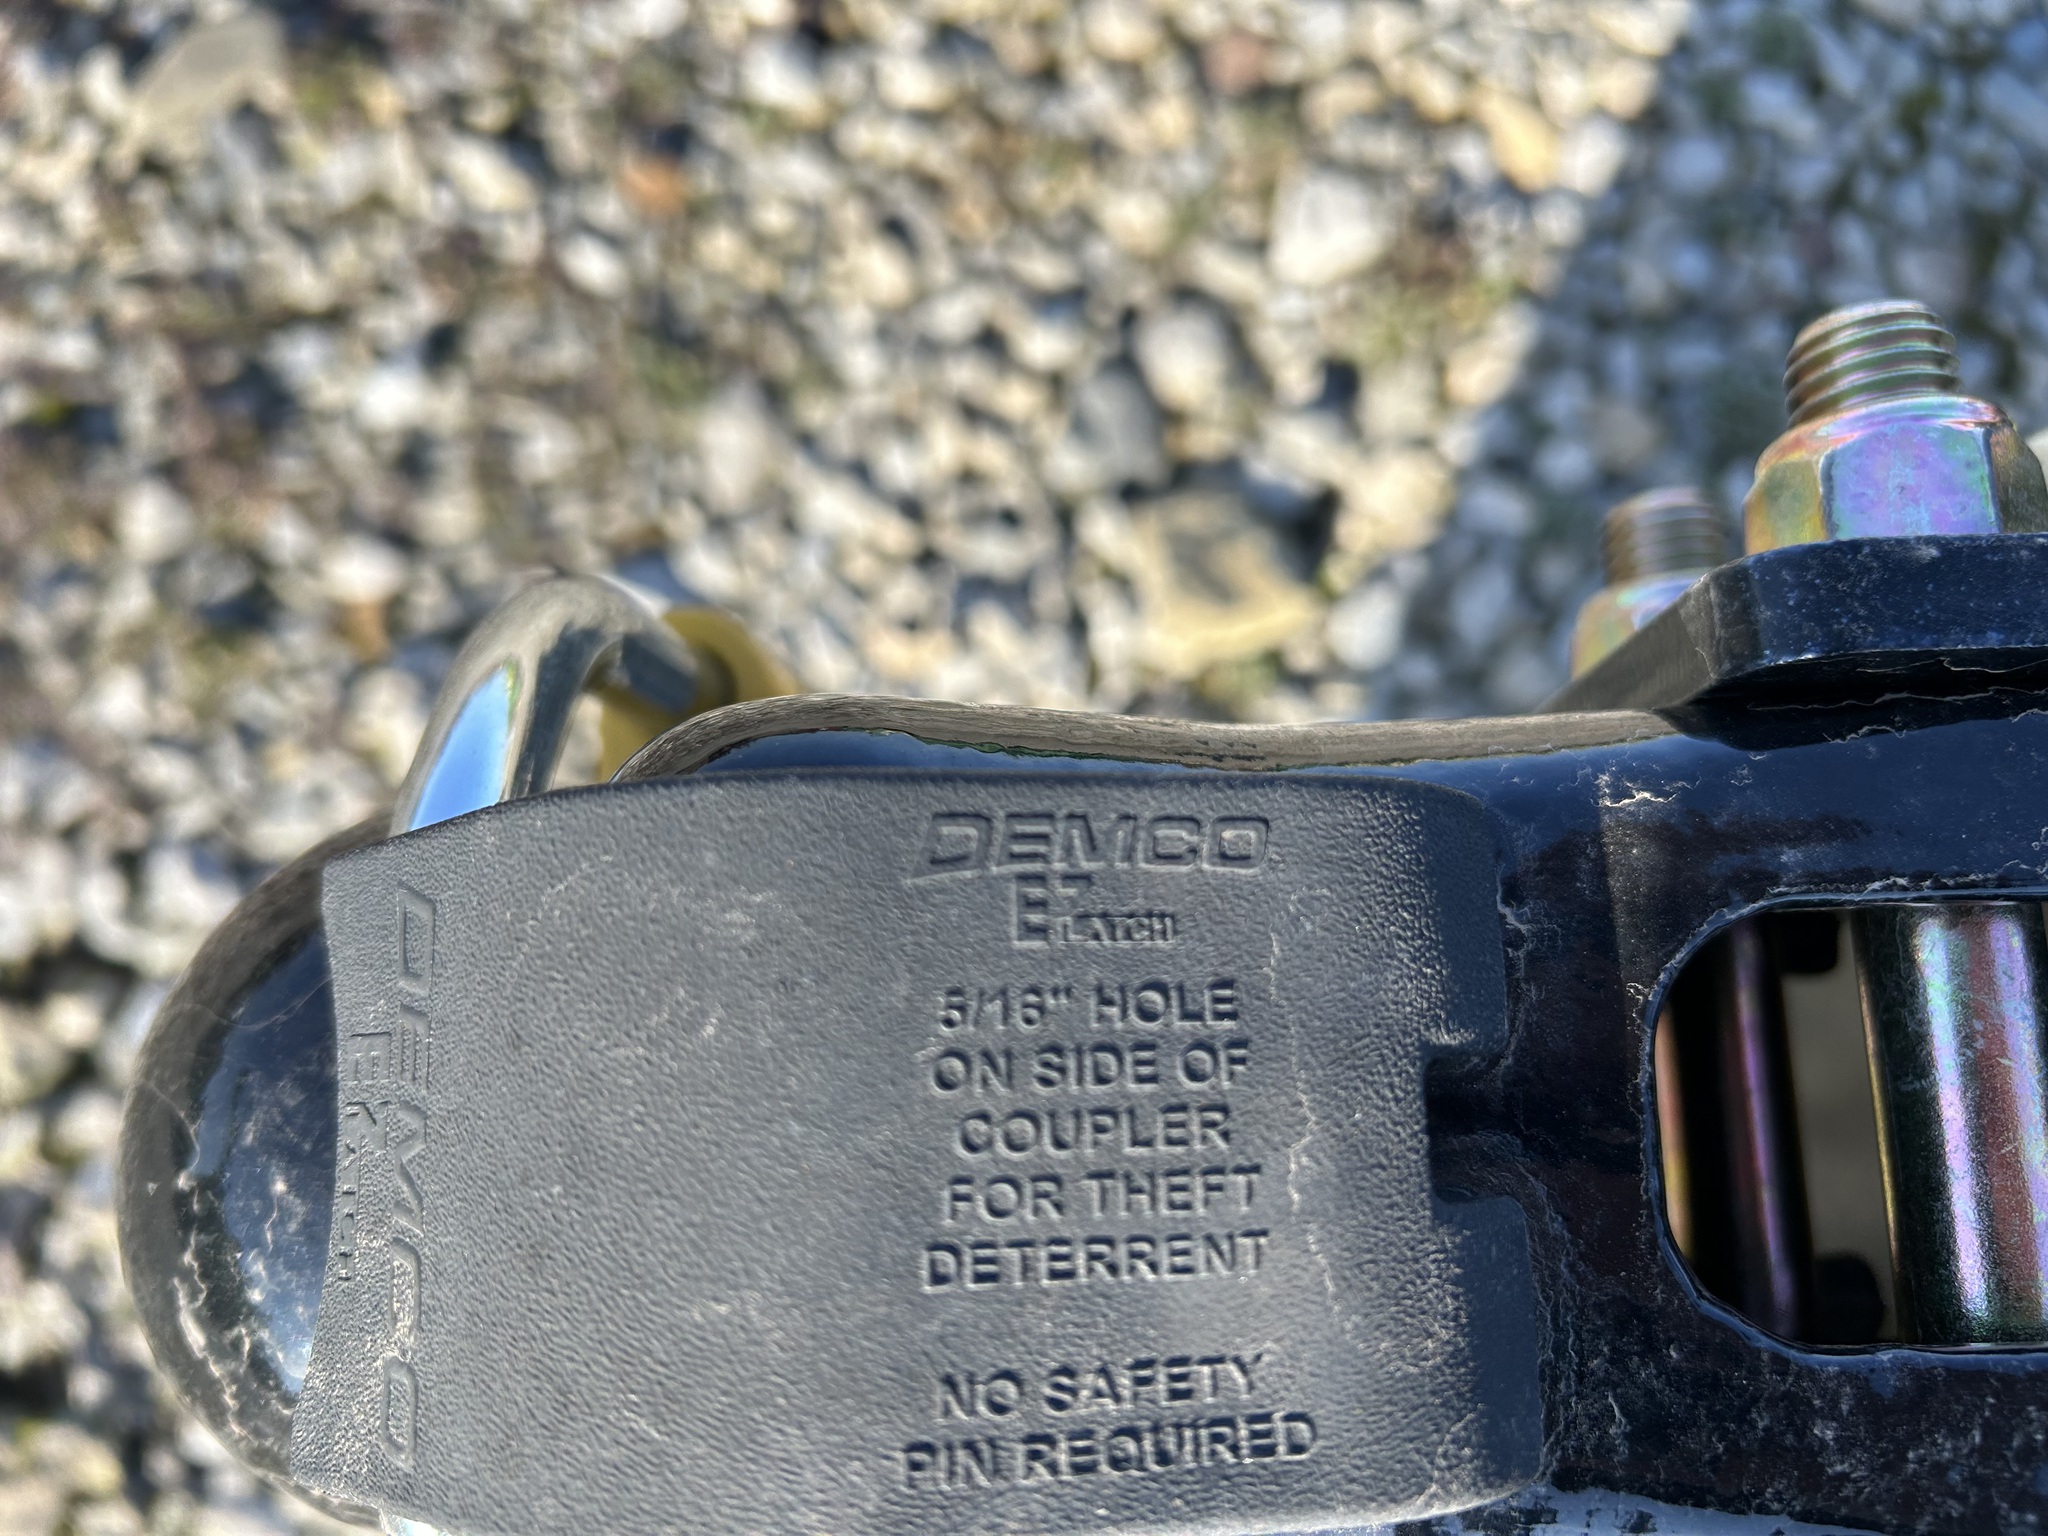 DEMCO
EZ LATCH
5/16" HOLE
ON SIDE OF
COUPLER
FOR THEFT
DETERRENT
NO SAFETY
PIN REQUIRED
DEMCO
EZ LATCH